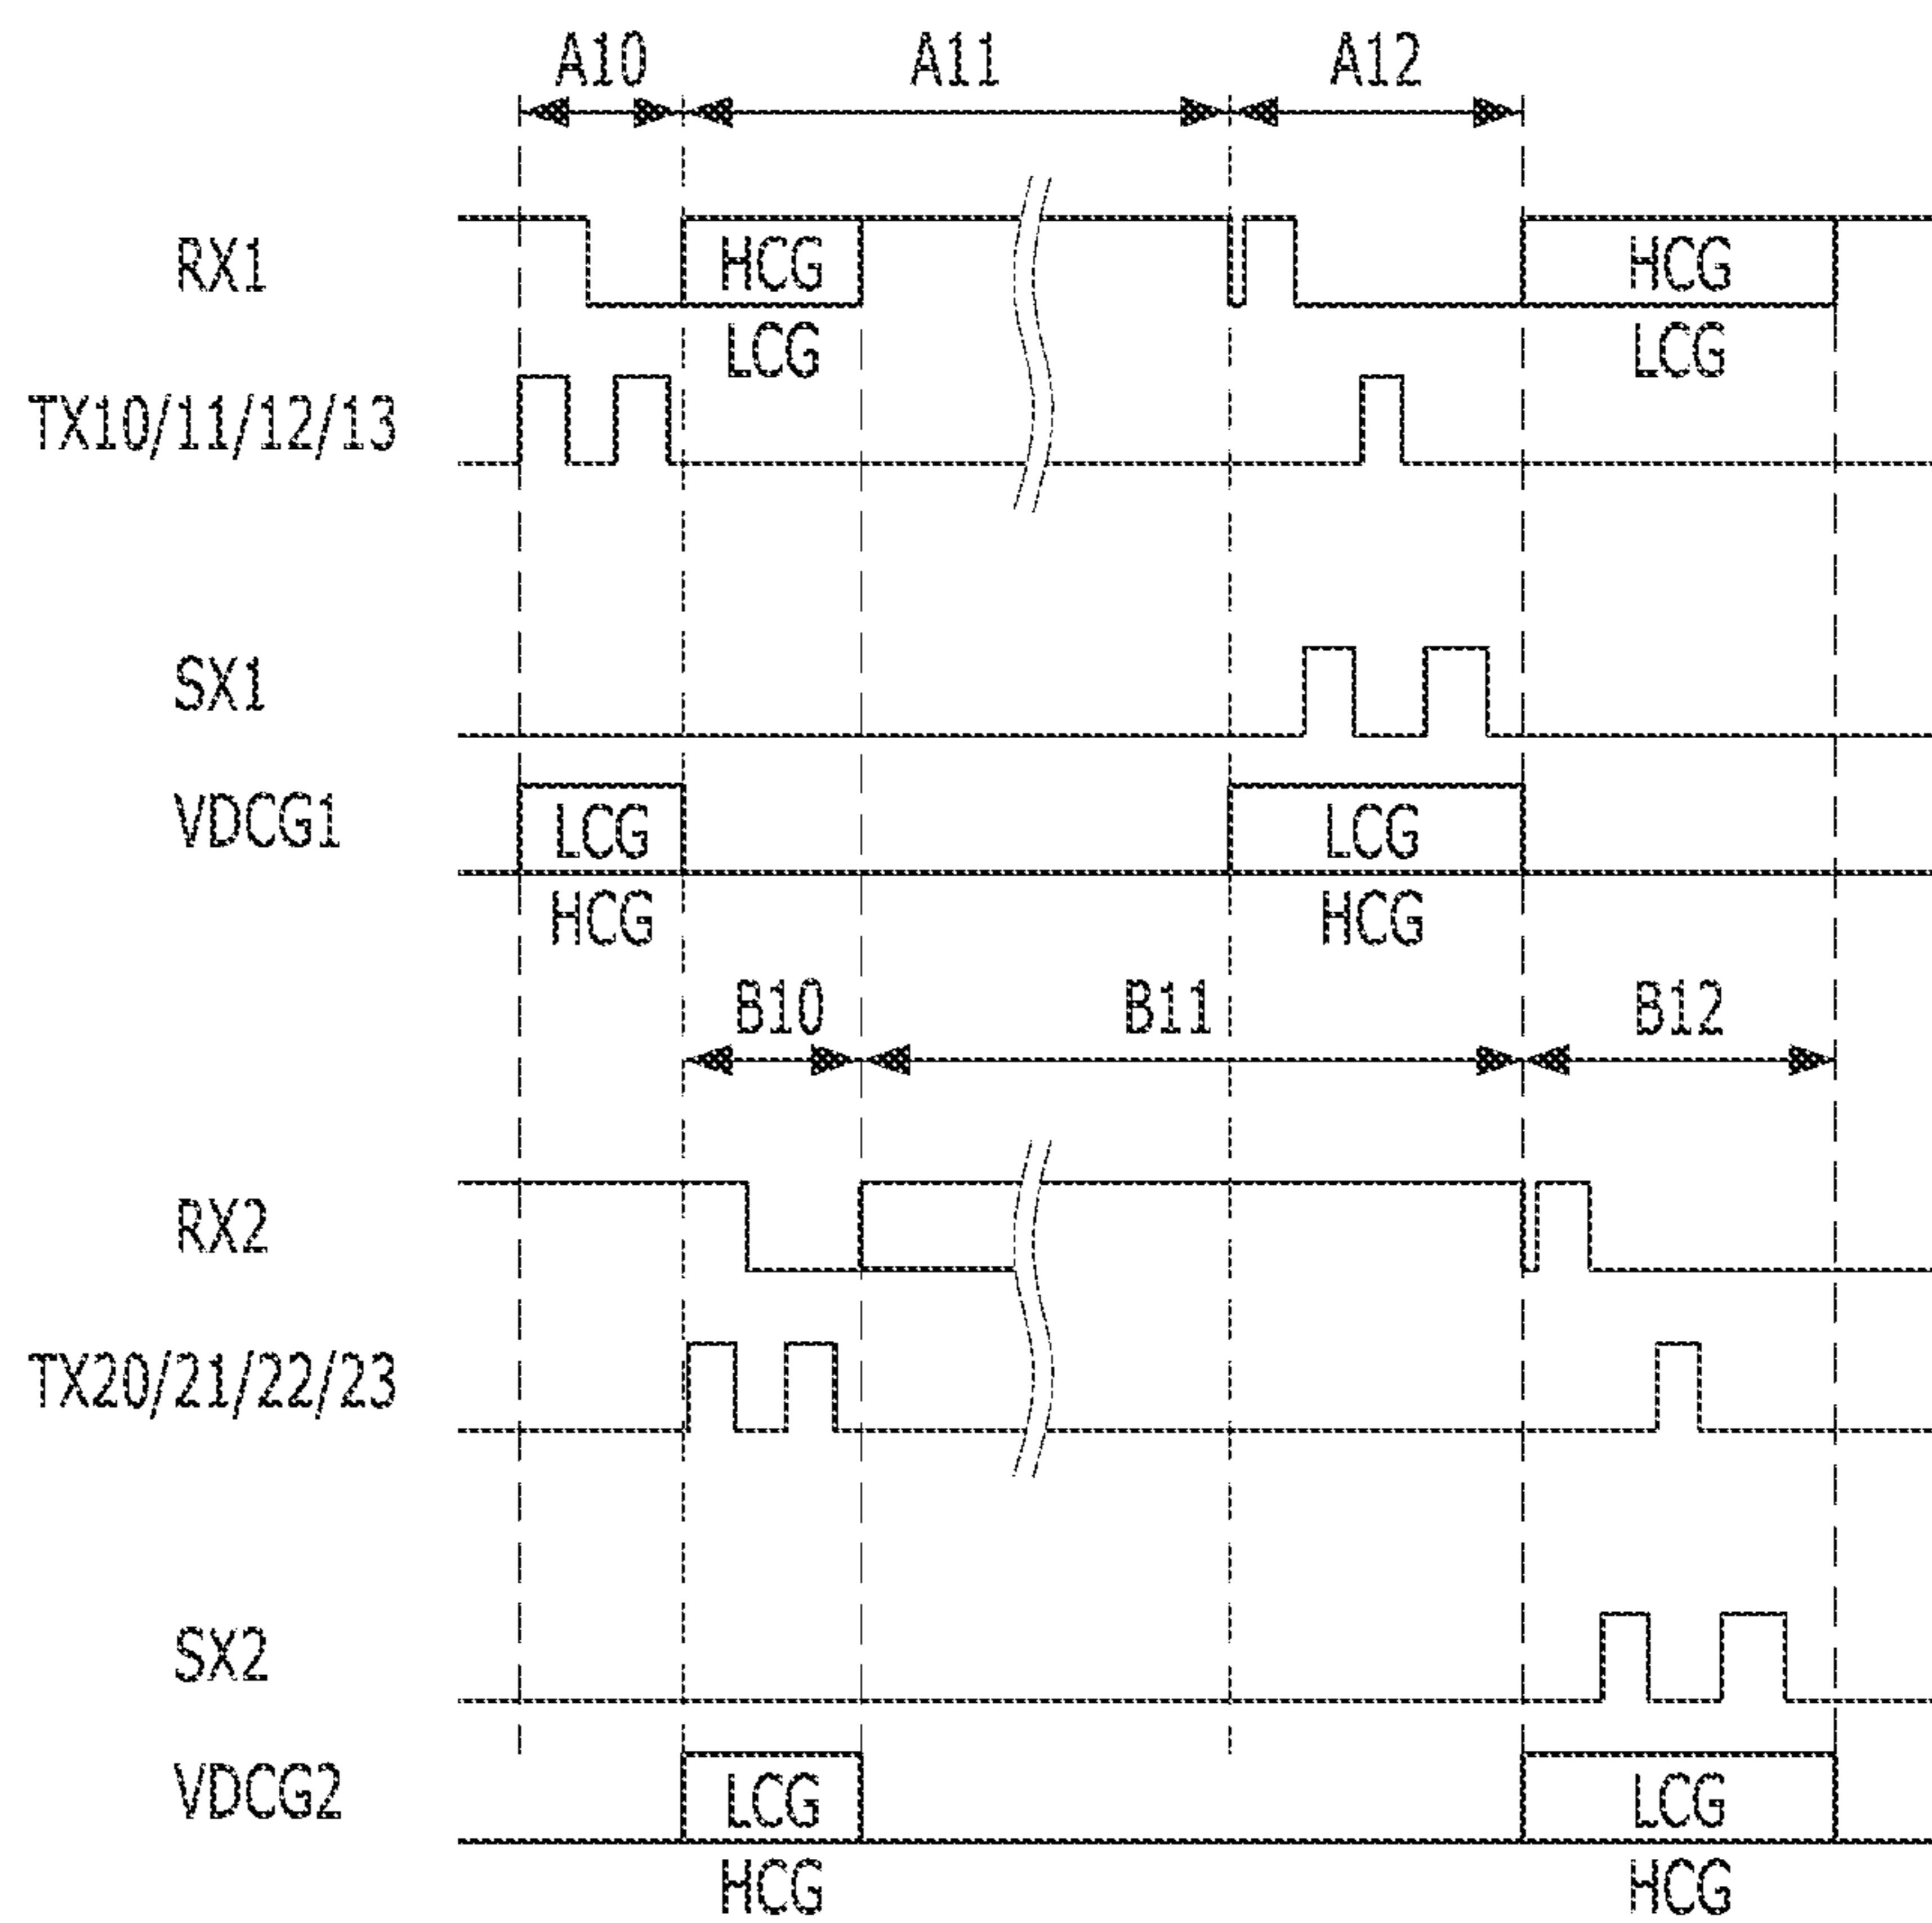 A10 A11 A12
RX1 HCG HCG
LCG LCG
TX10/11/12/13
SX1
VDCG1 LCG LCG
HCG HCG
B10 B11 B12
RX2
TX20/21/22/23
SX2
VDCG2 LCG LCG
HCG HCG